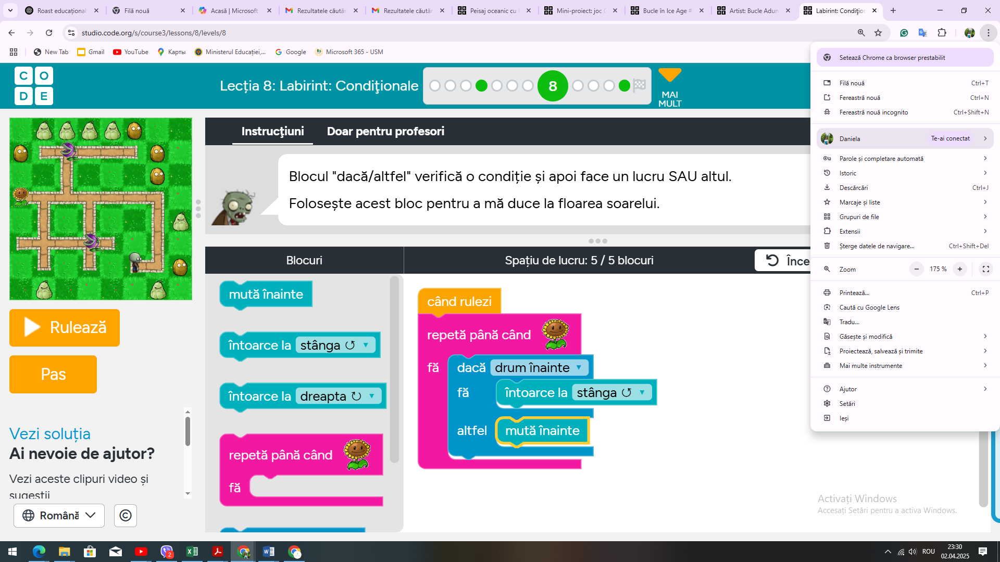 Roast educațional
Filă nouă
Acasă | Microsoft
Rezultatele căutăr
Rezultatele căutăr
Peisaj oceanic cu
Mini-proiect: joc
Bucle în Ice Age
Artist: Bucle Adun
Labirint: Condiţior
studio.code.org/s/course3/lessons/8/levels/8
New Tab
Gmail
YouTube
Карты
Ministerul Educației,...
Google
Microsoft 365 - USM
C O
D E
Lecția 8: Labirint: Condiţionale
8
MAI
MULT
Instrucţiuni
Doar pentru profesori
Blocul "dacă/altfel" verifică o condiție și apoi face un lucru SAU altul.
Folosește acest bloc pentru a mă duce la floarea soarelui.
Blocuri
Spațiu de lucru: 5 / 5 blocuri
Înce
mută înainte
întoarce la stânga ↺
întoarce la dreapta ↻
repetă până când
fă
când rulezi
repetă până când
fă
dacă drum înainte
fă
întoarce la stânga ↺
altfel
mută înainte
Rulează
Pas
Vezi soluția
Ai nevoie de ajutor?
Vezi aceste clipuri video și
sugestii
Română
©
Setează Chrome ca browser prestabilit
Filă nouă Ctrl+T
Fereastră nouă Ctrl+N
Fereastră nouă incognito Ctrl+Shift+N
Daniela Te-ai conectat
Parole și completare automată
Istoric
Descărcări Ctrl+J
Marcaje și liste
Grupuri de file
Extensii
Șterge datele de navigare... Ctrl+Shift+Del
Zoom − 175 % +
Printează... Ctrl+P
Caută cu Google Lens
Tradu...
Găsește și modifică
Proiectează, salvează și trimite
Mai multe instrumente
Ajutor
Setări
Ieși
Activați Windows
Accesați Setări pentru a activa Windows.
2
ROU
23:30
02.04.2025